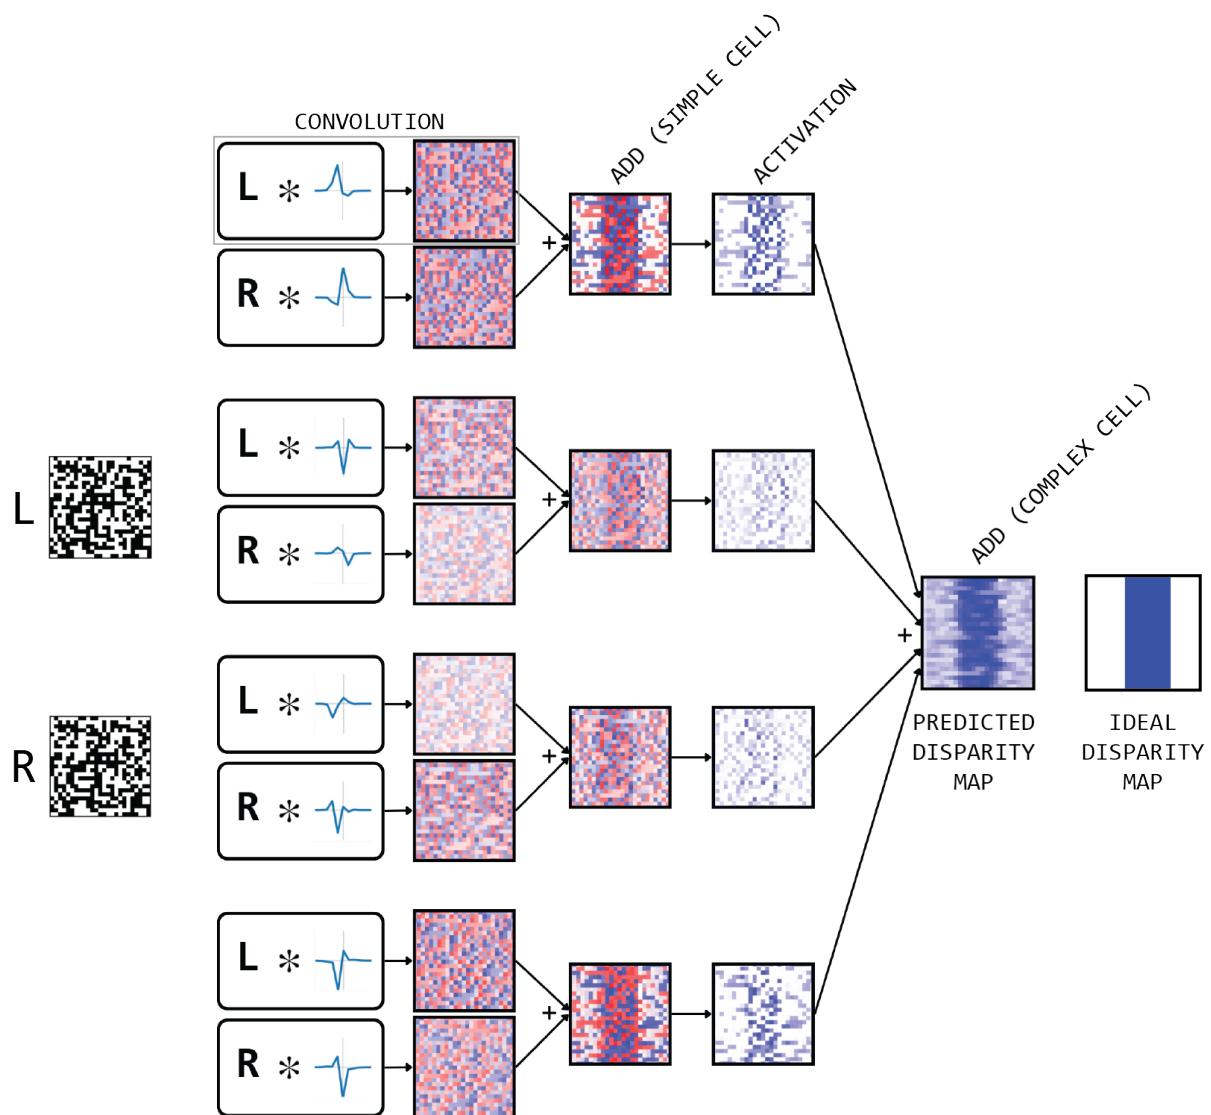 CONVOLUTION
ADD (SIMPLE CELL)
ACTIVATION
L *
R *
+
L *
R *
+
L
ADD (COMPLEX CELL)
+
PREDICTED
DISPARITY
MAP
IDEAL
DISPARITY
MAP
L *
R *
+
R
L *
R *
+